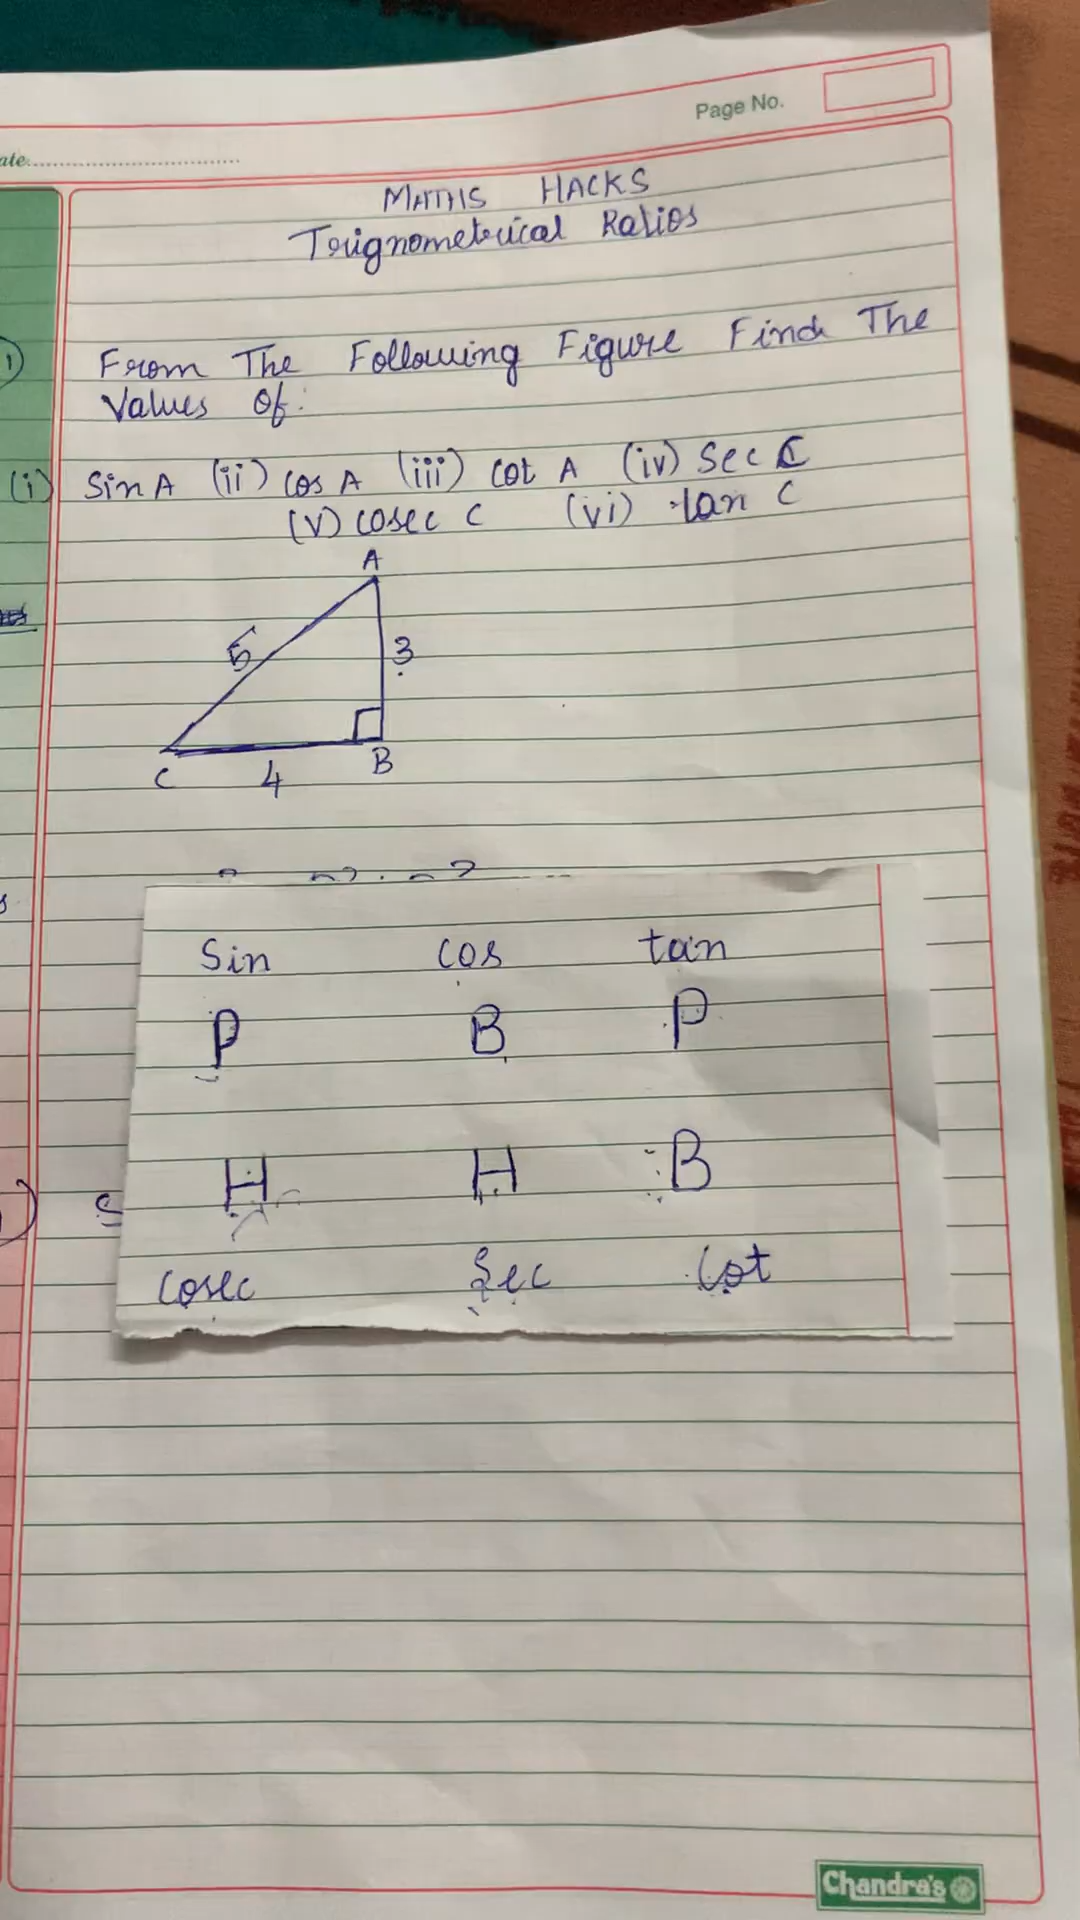 Page No.
ate
MATHS HACKS
Trignometrical Ratios
1)
From The Following Figure Find The
Values Of:
(i) Sin A (ii) cos A (iii) cot A (iv) Sec C
(v) cosec C (vi) tan C
A
5 3
C 4 B
Sin cos tan
P B P
H H B
Cosec Sec Cot
Chandra's